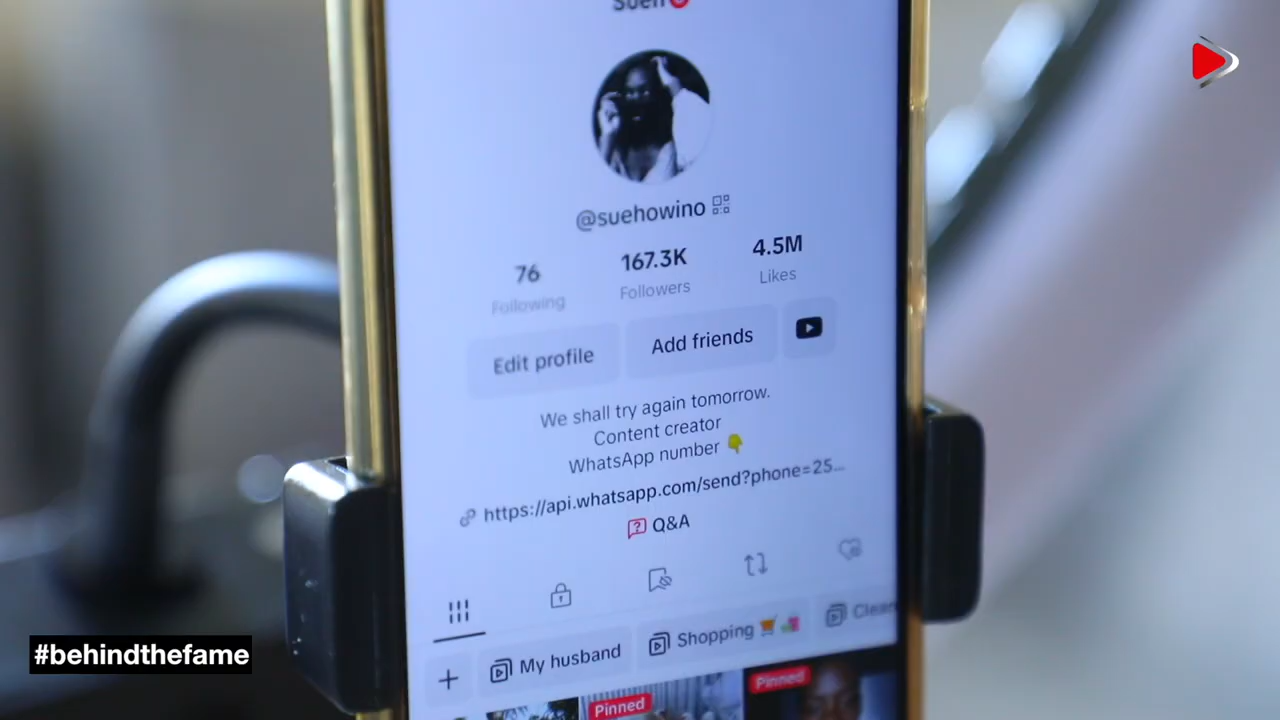 Sueh
@suehowino
76 167.3K 4.5M
Following Followers Likes
Edit profile Add friends
We shall try again tomorrow.
Content creator
WhatsApp number 👇
https://api.whatsapp.com/send?phone=25...
Q&A
+ My husband Shopping 🛒🛍️
Pinned Pinned
#behindthefame